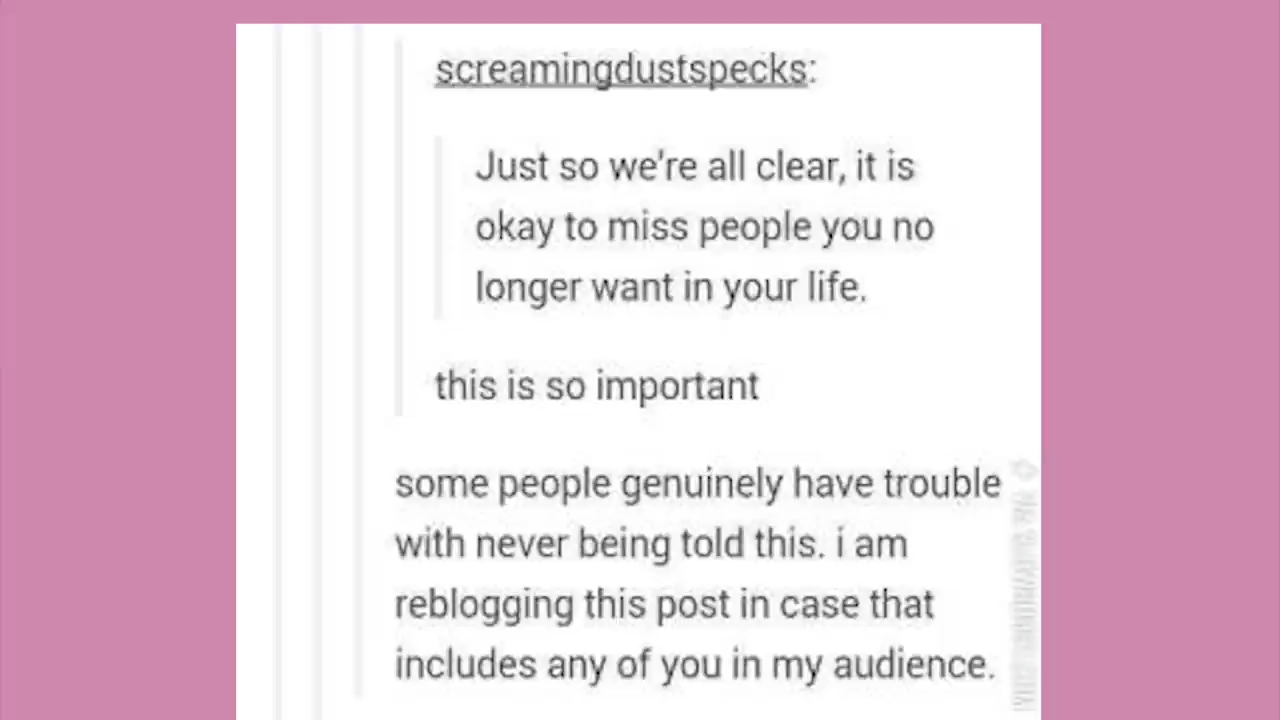 screamingdustspecks:
Just so we're all clear, it is
okay to miss people you no
longer want in your life.
this is so important
some people genuinely have trouble
with never being told this. i am
reblogging this post in case that
includes any of you in my audience.